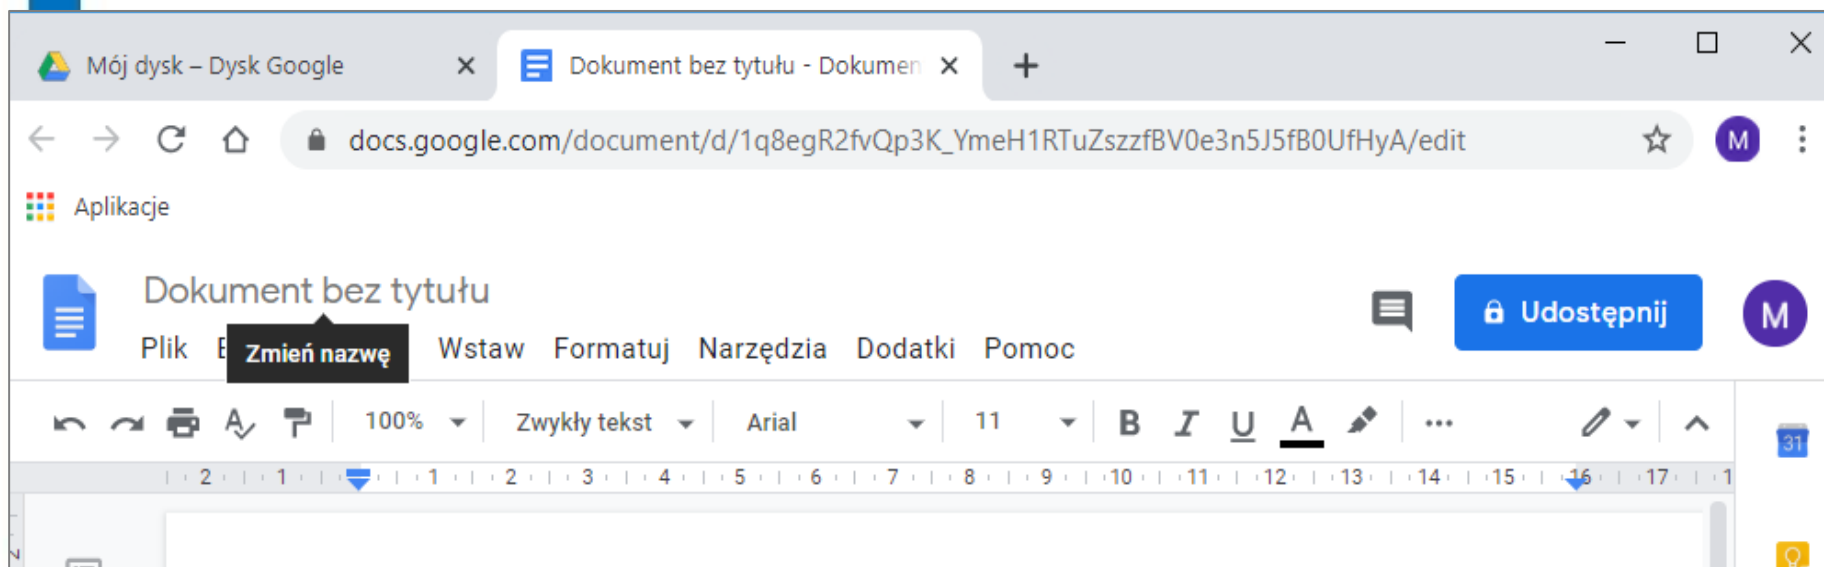 Mój dysk – Dysk Google
Dokument bez tytułu - Dokumen
docs.google.com/document/d/1q8egR2fvQp3K_YmeH1RTuZszzfBV0e3n5J5fB0UfHyA/edit
M
Aplikacje
Dokument bez tytułu
Udostępnij
M
Plik Zmień nazwę Wstaw Formatuj Narzędzia Dodatki Pomoc
100% Zwykły tekst Arial 11 B I U A ...
31
2 1 1 2 3 4 5 6 7 8 9 10 11 12 13 14 15 16 17 1
2